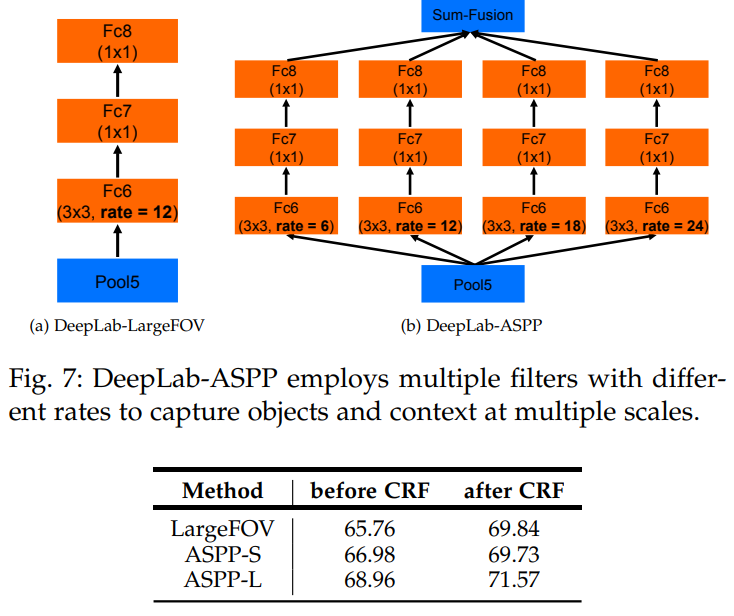 Fc8
(1x1)
Fc7
(1x1)
Fc6
(3x3, rate = 12)
Pool5
(a) DeepLab-LargeFOV
Sum-Fusion
Fc8
(1x1)
Fc8
(1x1)
Fc8
(1x1)
Fc8
(1x1)
Fc7
(1x1)
Fc7
(1x1)
Fc7
(1x1)
Fc7
(1x1)
Fc6
(3x3, rate = 6)
Fc6
(3x3, rate = 12)
Fc6
(3x3, rate = 18)
Fc6
(3x3, rate = 24)
Pool5
(b) DeepLab-ASPP
Fig. 7: DeepLab-ASPP employs multiple filters with differ-
ent rates to capture objects and context at multiple scales.
Method before CRF after CRF
LargeFOV 65.76 69.84
ASPP-S 66.98 69.73
ASPP-L 68.96 71.57